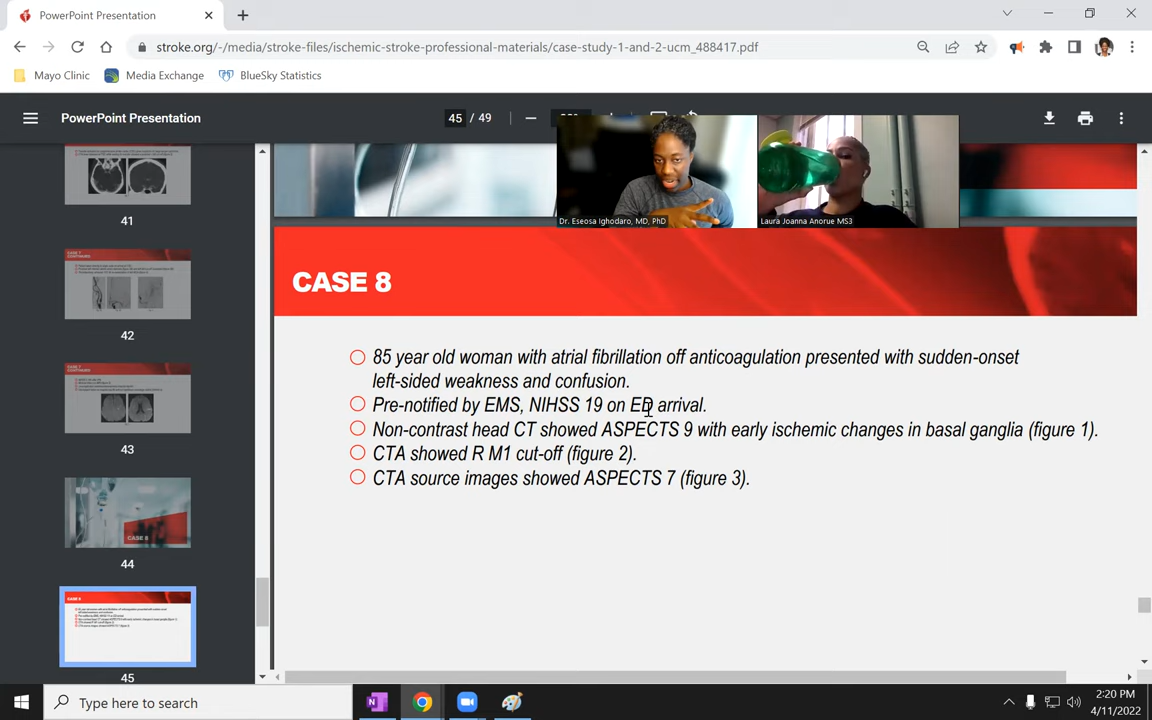 PowerPoint Presentation
stroke.org/-/media/stroke-files/ischemic-stroke-professional-materials/case-study-1-and-2-ucm_488417.pdf
Mayo Clinic
Media Exchange
BlueSky Statistics
PowerPoint Presentation
45 / 49
Dr. Eseosa Ighodaro, MD, PhD
Laura Joanna Anorue MS3
41
42
43
CASE 8
44
45
CASE 8
85 year old woman with atrial fibrillation off anticoagulation presented with sudden-onset
left-sided weakness and confusion.
Pre-notified by EMS, NIHSS 19 on ED arrival.
Non-contrast head CT showed ASPECTS 9 with early ischemic changes in basal ganglia (figure 1).
CTA showed R M1 cut-off (figure 2).
CTA source images showed ASPECTS 7 (figure 3).
Type here to search
2:20 PM
4/11/2022